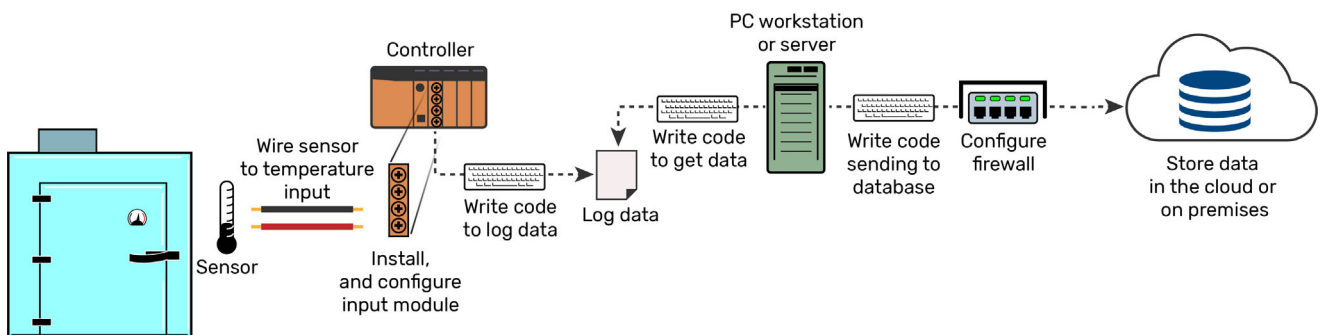 Sensor
Wire sensor
to temperature
input
Controller
Install,
and configure
input module
Write code
to log data
Log data
Write code
to get data
PC workstation
or server
Write code
sending to
database
Configure
firewall
Store data
in the cloud or
on premises